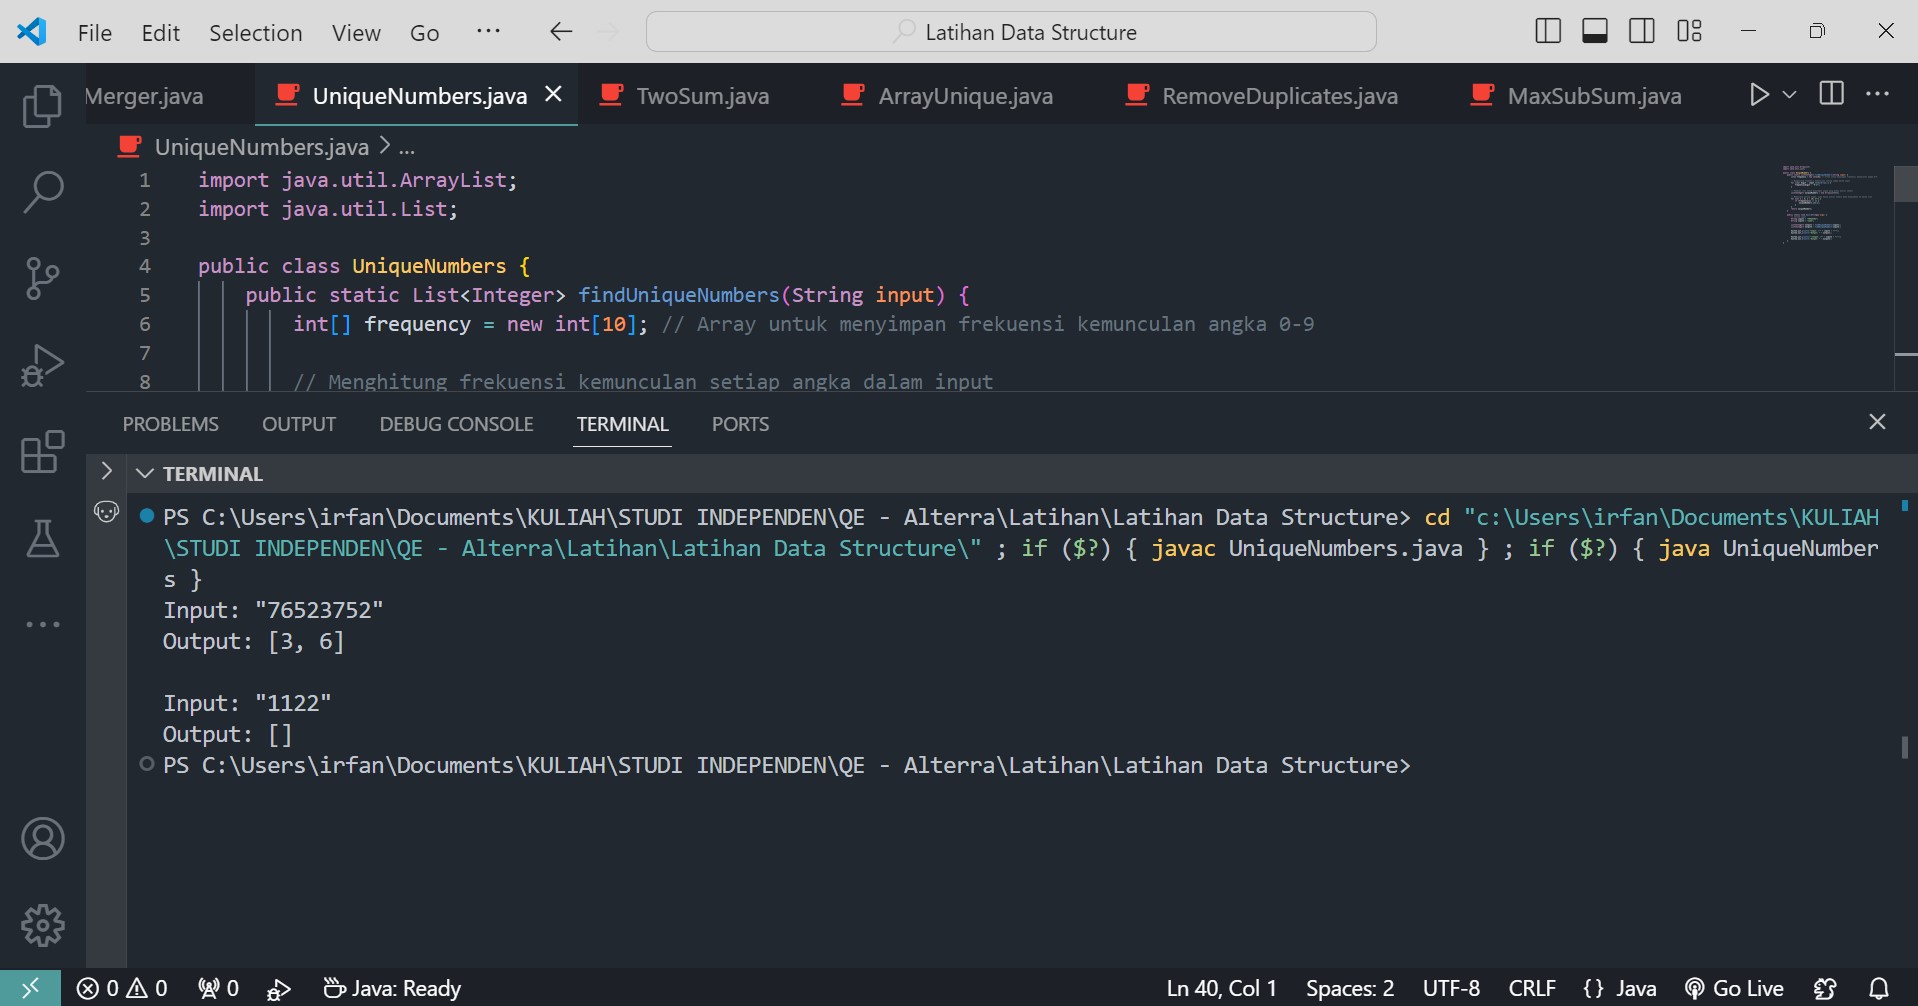 File Edit Selection View Go ... Latihan Data Structure
Merger.java UniqueNumbers.java TwoSum.java ArrayUnique.java RemoveDuplicates.java MaxSubSum.java
UniqueNumbers.java > ...
1 import java.util.ArrayList;
2 import java.util.List;
3
4 public class UniqueNumbers {
5 public static List<Integer> findUniqueNumbers(String input) {
6 int[] frequency = new int[10]; // Array untuk menyimpan frekuensi kemunculan angka 0-9
7
8 // Menghitung frekuensi kemunculan setiap angka dalam input
PROBLEMS OUTPUT DEBUG CONSOLE TERMINAL PORTS
TERMINAL
PS C:\Users\irfan\Documents\KULIAH\STUDI INDEPENDEN\QE - Alterra\Latihan\Latihan Data Structure> cd "c:\Users\irfan\Documents\KULIAH
\STUDI INDEPENDEN\QE - Alterra\Latihan\Latihan Data Structure\" ; if ($?) { javac UniqueNumbers.java } ; if ($?) { java UniqueNumber
s }
Input: "76523752"
Output: [3, 6]
Input: "1122"
Output: []
PS C:\Users\irfan\Documents\KULIAH\STUDI INDEPENDEN\QE - Alterra\Latihan\Latihan Data Structure>
0 0 0 Java: Ready Ln 40, Col 1 Spaces: 2 UTF-8 CRLF {} Java Go Live